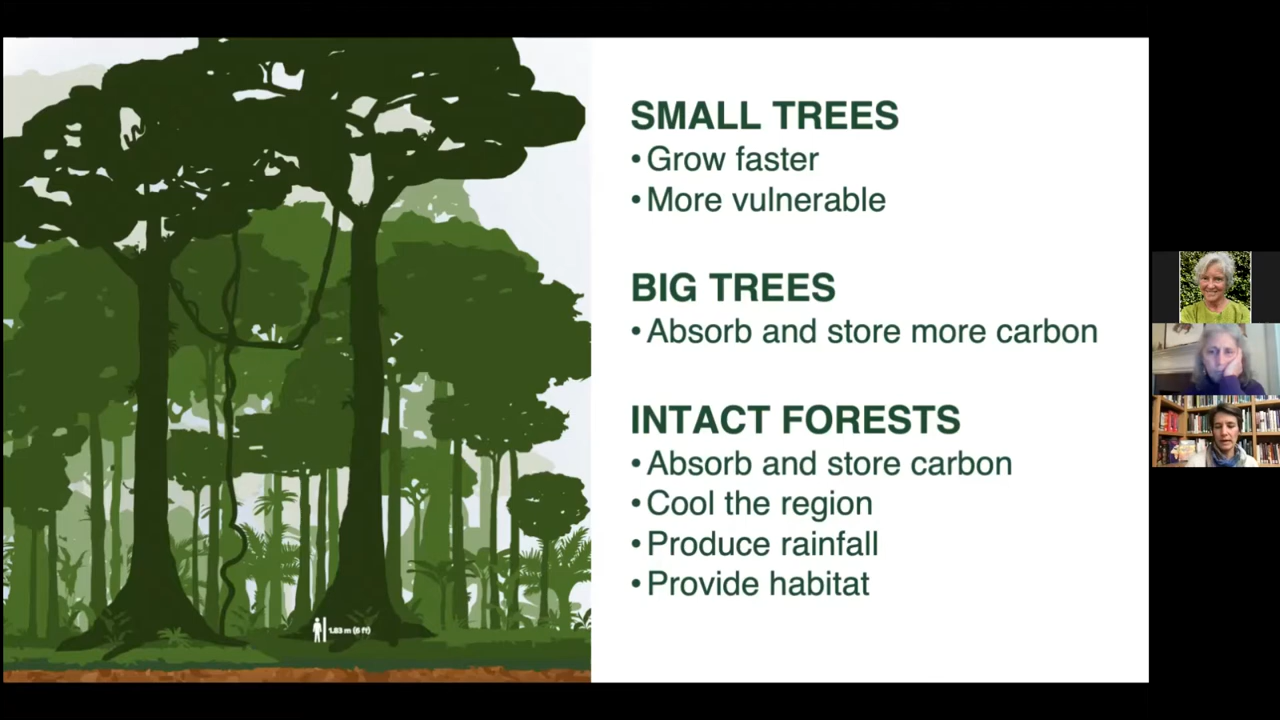 SMALL TREES
• Grow faster
• More vulnerable
BIG TREES
• Absorb and store more carbon
INTACT FORESTS
• Absorb and store carbon
• Cool the region
• Produce rainfall
• Provide habitat
1.83 m (6 ft)